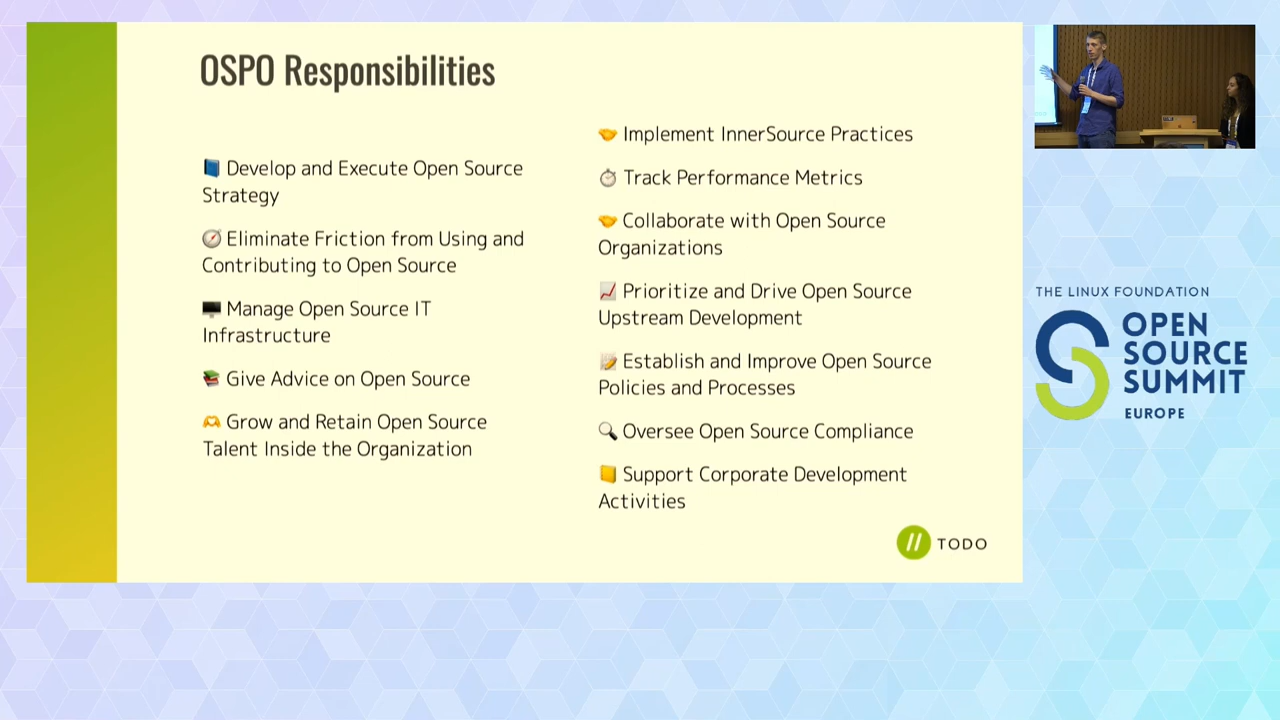 OSPO Responsibilities
📘 Develop and Execute Open Source
Strategy
🧭 Eliminate Friction from Using and
Contributing to Open Source
🖥️ Manage Open Source IT
Infrastructure
📚 Give Advice on Open Source
🫶 Grow and Retain Open Source
Talent Inside the Organization
🤝 Implement InnerSource Practices
⏱️ Track Performance Metrics
🤝 Collaborate with Open Source
Organizations
📈 Prioritize and Drive Open Source
Upstream Development
📝 Establish and Improve Open Source
Policies and Processes
🔍 Oversee Open Source Compliance
📒 Support Corporate Development
Activities
// TODO
THE LINUX FOUNDATION
OPEN
SOURCE
SUMMIT
EUROPE